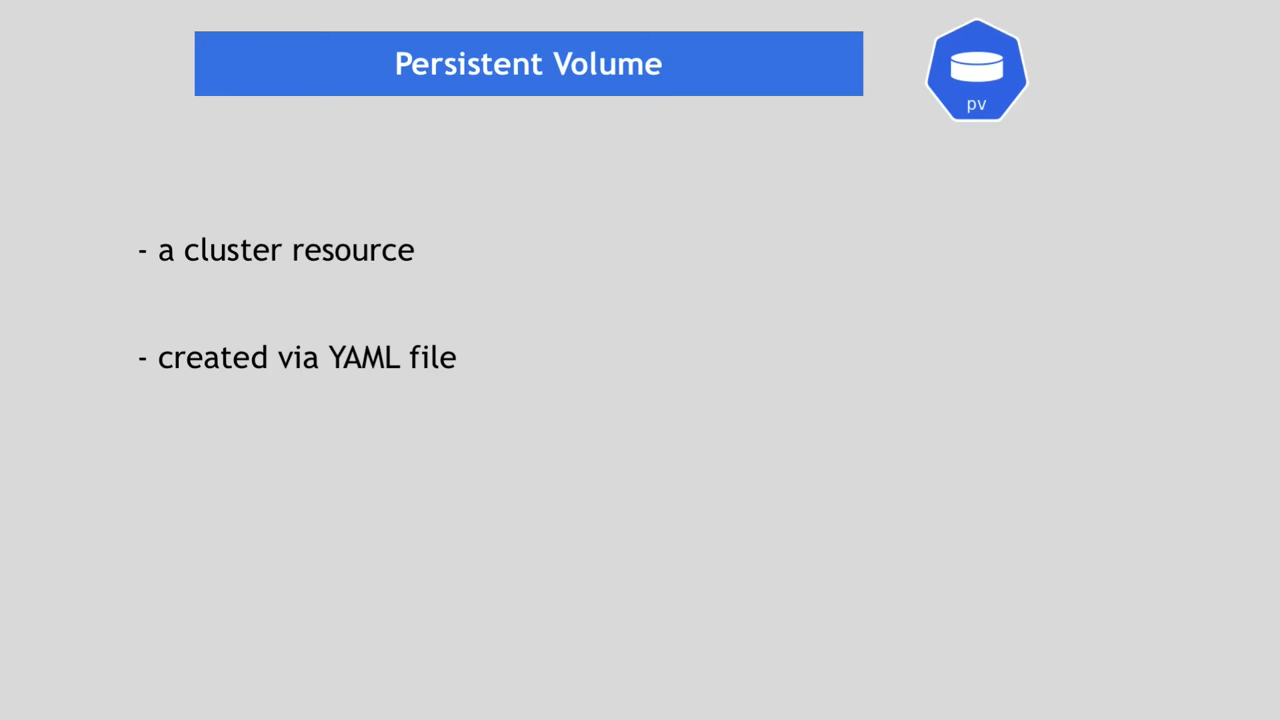 Persistent Volume
pv
- a cluster resource
- created via YAML file